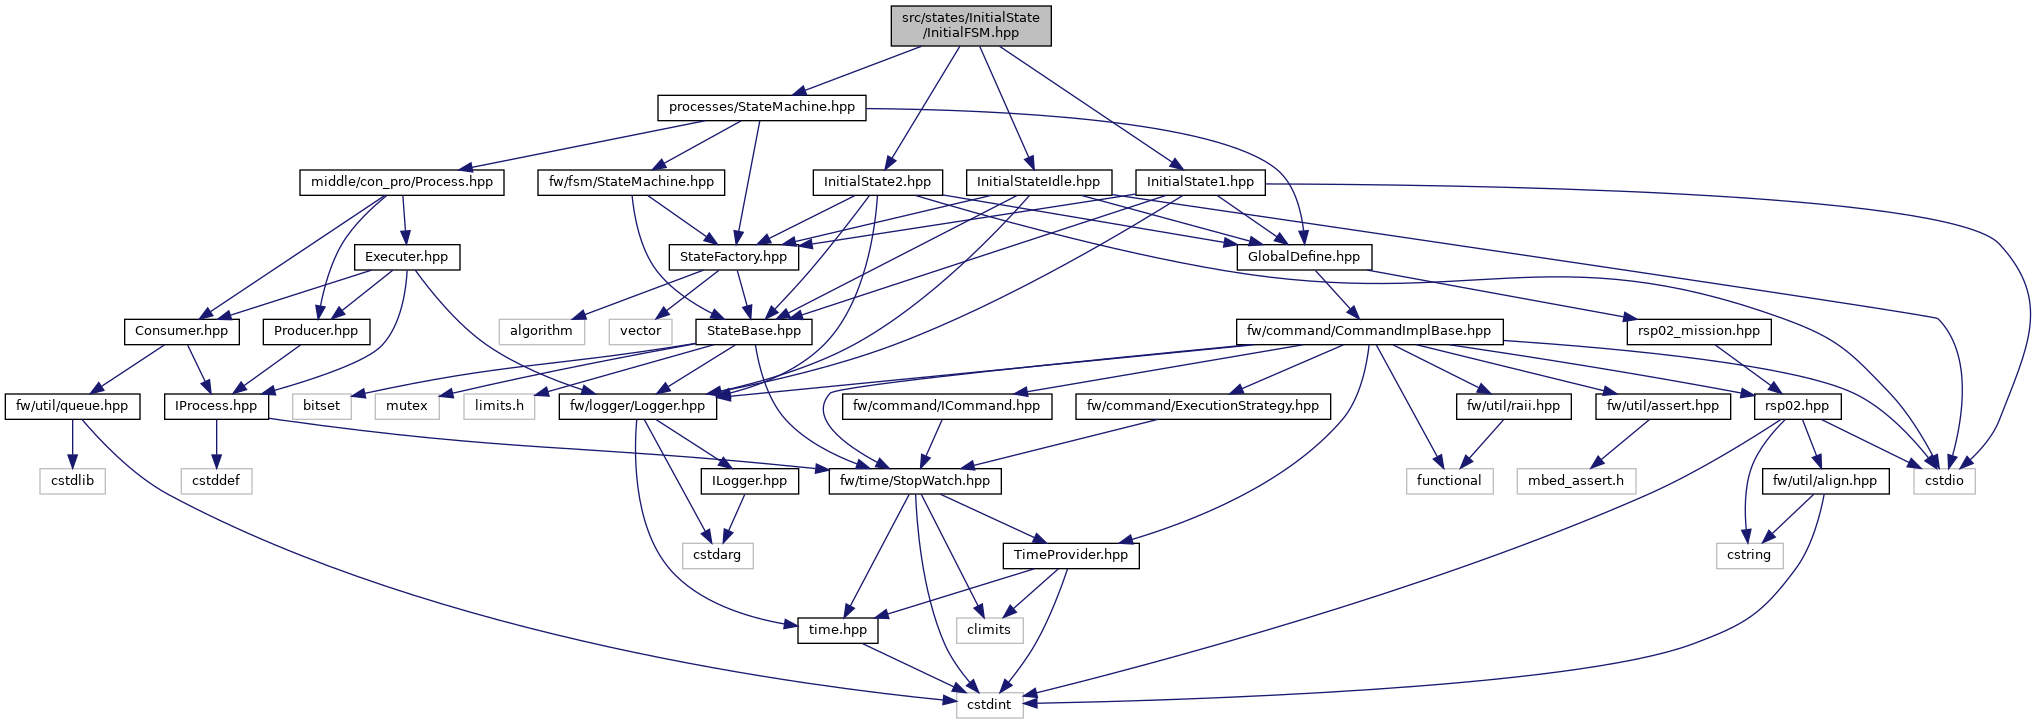 src/states/InitialState
/InitialFSM.hpp
processes/StateMachine.hpp
middle/con_pro/Process.hpp
fw/fsm/StateMachine.hpp
InitialState2.hpp
InitialStateIdle.hpp
InitialState1.hpp
Executer.hpp
StateFactory.hpp
GlobalDefine.hpp
Consumer.hpp
Producer.hpp
algorithm
vector
StateBase.hpp
fw/command/CommandImplBase.hpp
rsp02_mission.hpp
fw/util/queue.hpp
IProcess.hpp
bitset
mutex
limits.h
fw/logger/Logger.hpp
fw/command/ICommand.hpp
fw/command/ExecutionStrategy.hpp
fw/util/raii.hpp
fw/util/assert.hpp
rsp02.hpp
cstdlib
cstddef
ILogger.hpp
fw/time/StopWatch.hpp
functional
mbed_assert.h
fw/util/align.hpp
cstdio
cstdarg
TimeProvider.hpp
cstring
time.hpp
climits
cstdint